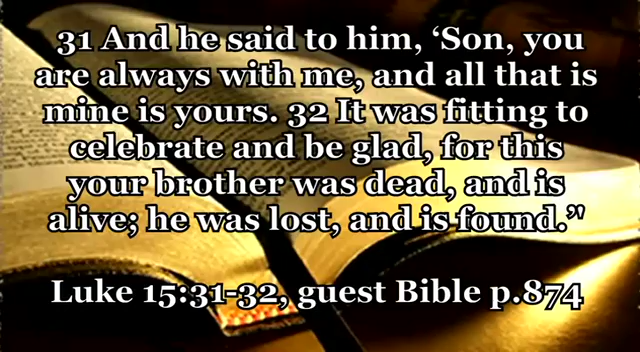 31 And he said to him, ‘Son, you
are always with me, and all that is
mine is yours. 32 It was fitting to
celebrate and be glad, for this
your brother was dead, and is
alive; he was lost, and is found.’"
Luke 15:31-32, guest Bible p.874